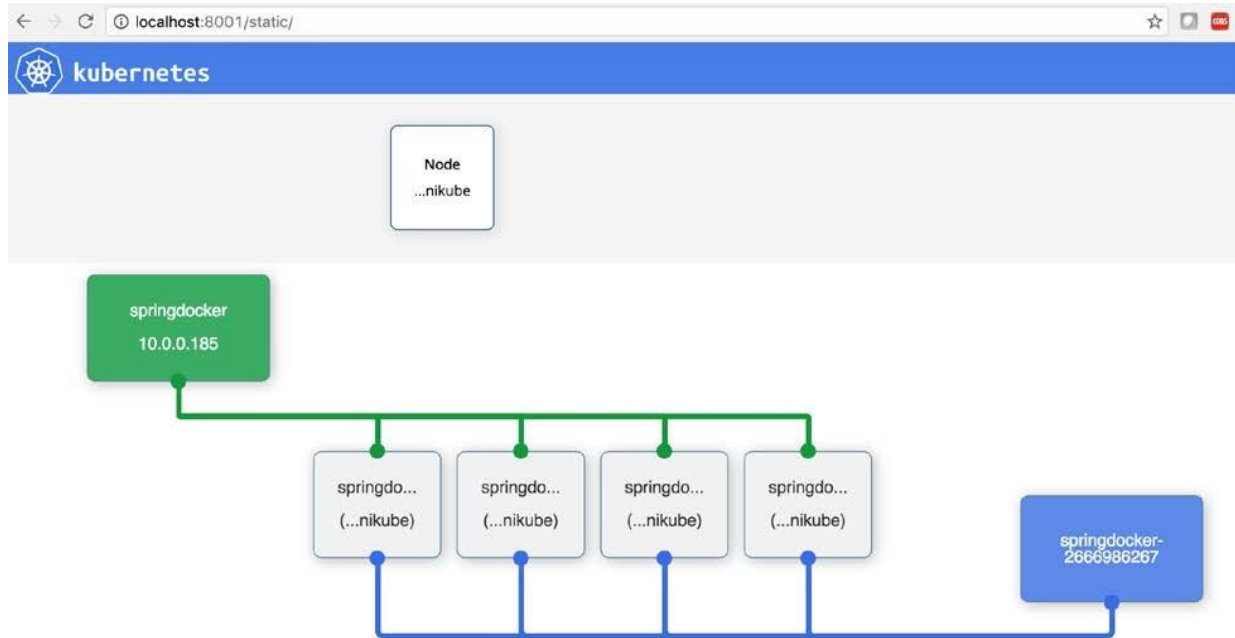 localhost:8001/static/
CORS
kubernetes
Node
...nikube
springdocker
10.0.0.185
springdo...
(...nikube)
springdo...
(...nikube)
springdo...
(...nikube)
springdo...
(...nikube)
springdocker-
2666986267